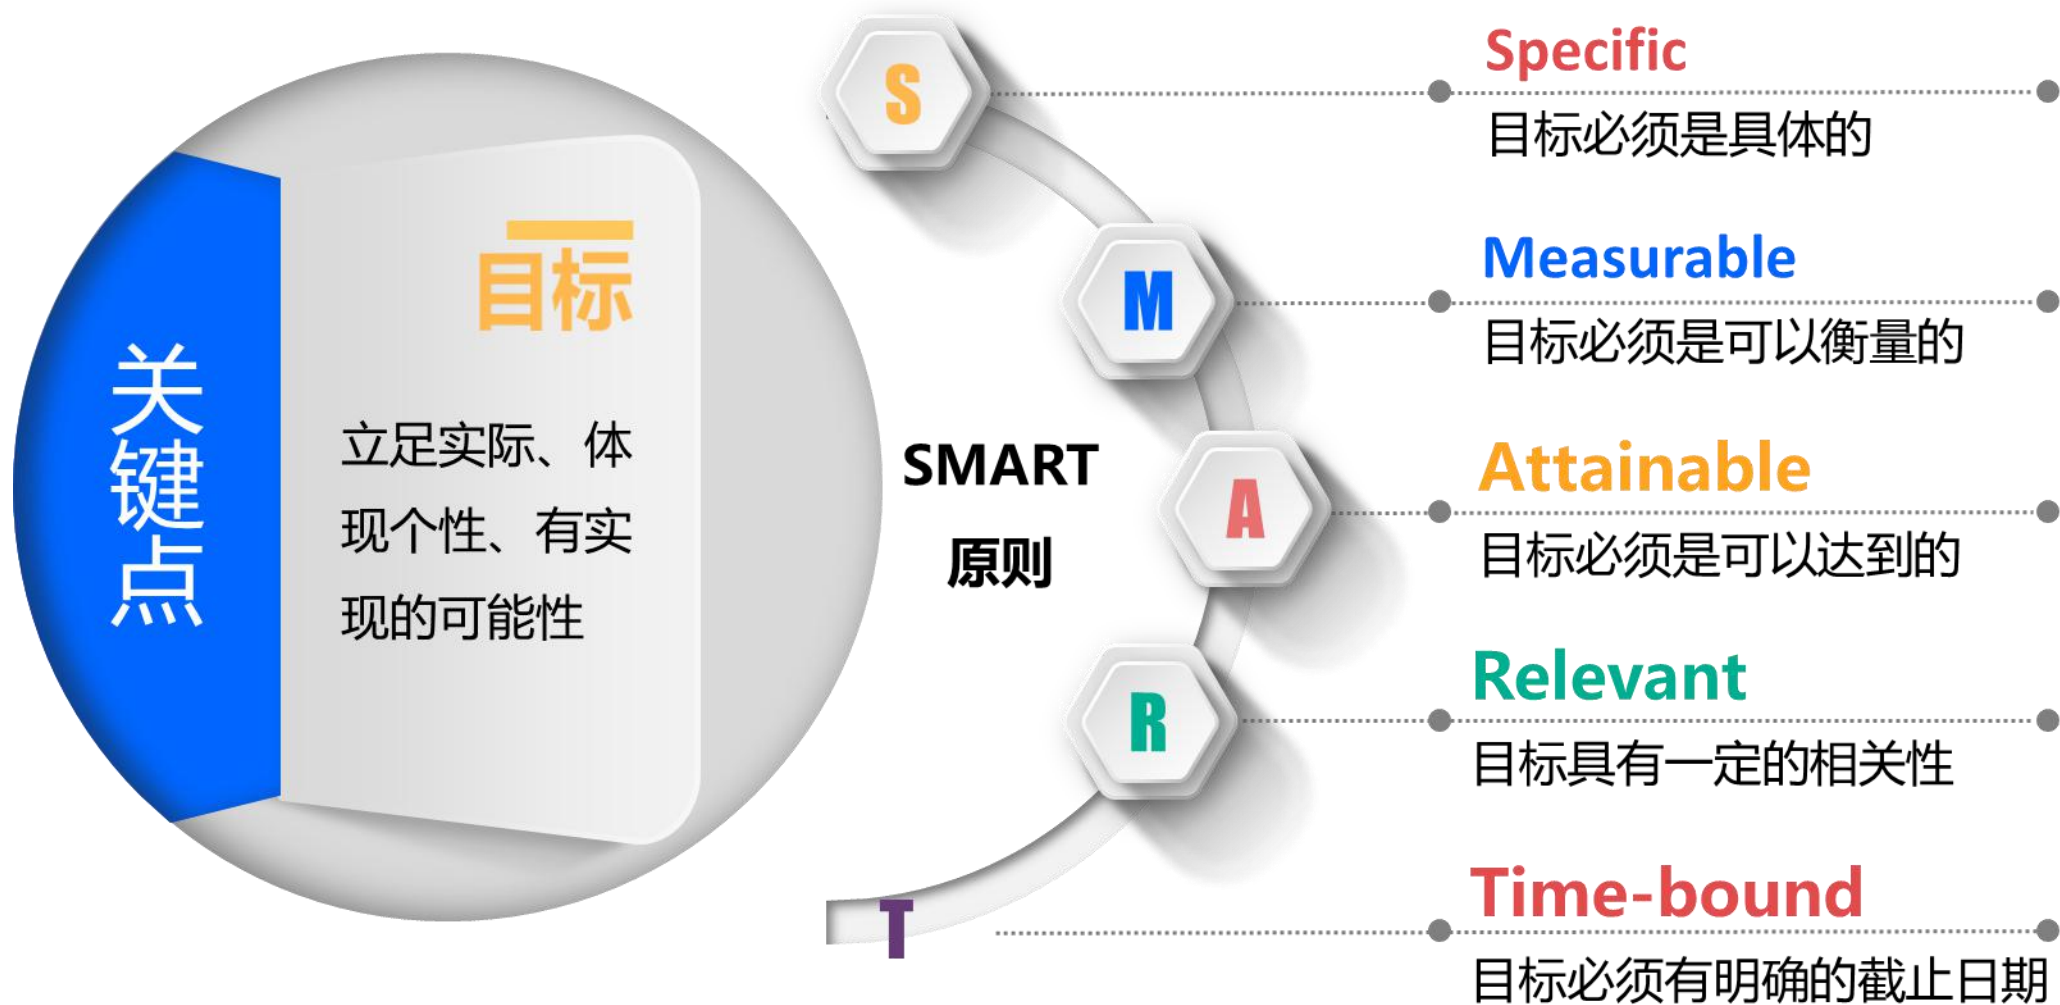 关键点
目标
立足实际、体
现个性、有实
现的可能性
SMART
原则
S
Specific
目标必须是具体的
M
Measurable
目标必须是可以衡量的
A
Attainable
目标必须是可以达到的
R
Relevant
目标具有一定的相关性
T
Time-bound
目标必须有明确的截止日期